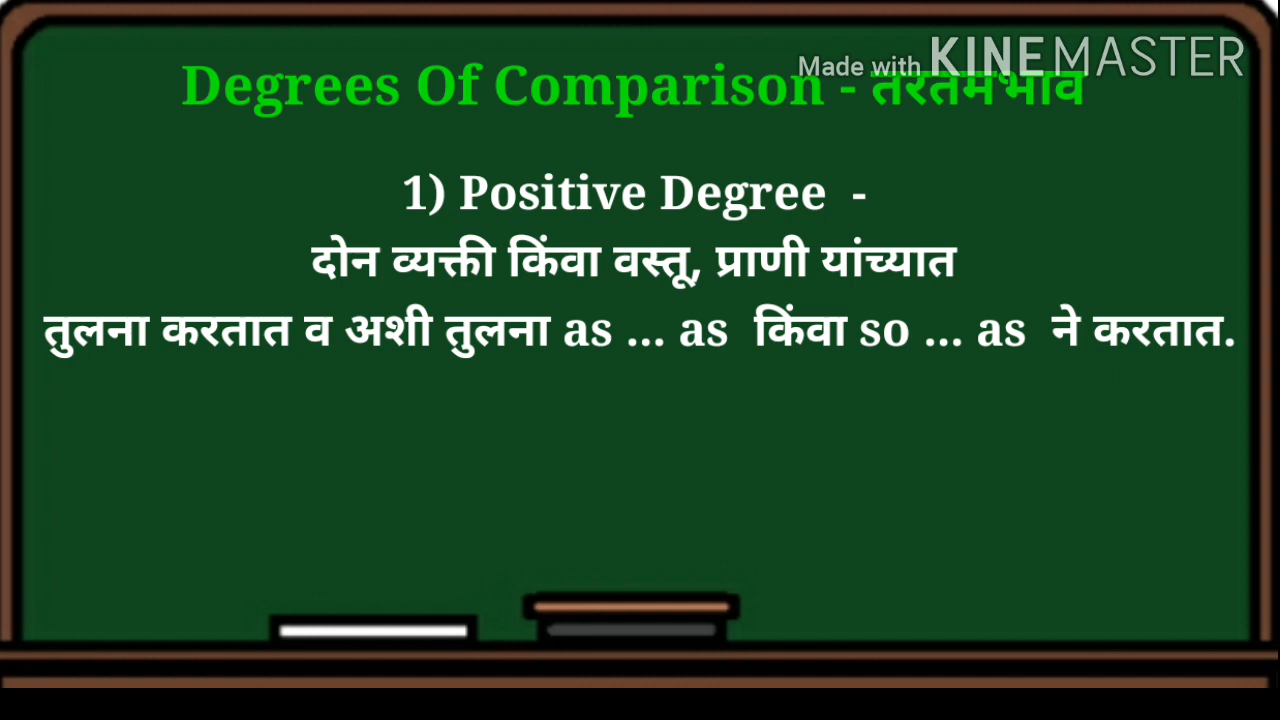 Made with KINEMASTER
Degrees Of Comparison - तरतमभाव
1) Positive Degree -
दोन व्यक्ती किंवा वस्तू, प्राणी यांच्यात
तुलना करतात व अशी तुलना as ... as किंवा so ... as ने करतात.